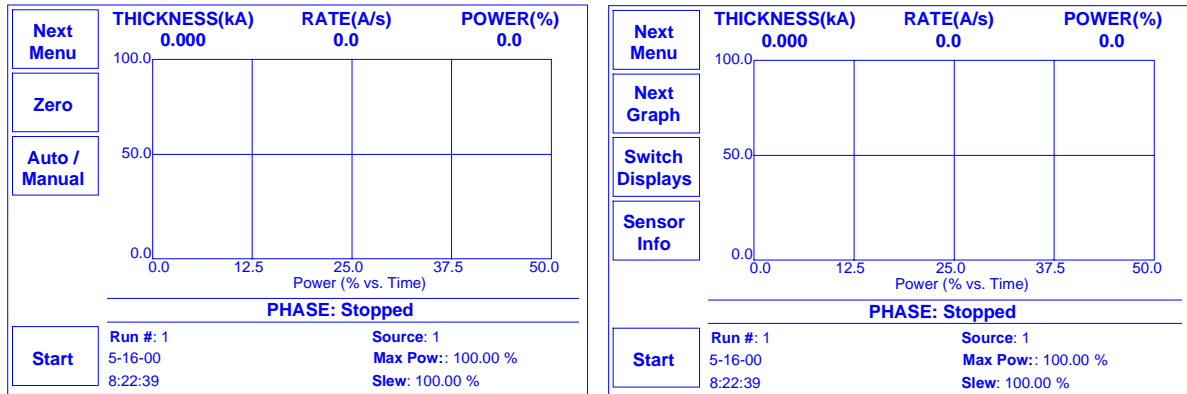 Next
Menu
Zero
Auto /
Manual
Start
THICKNESS(kA) RATE(A/s) POWER(%)
0.000 0.0 0.0
100.0
50.0
0.0
0.0 12.5 25.0 37.5 50.0
Power (% vs. Time)
PHASE: Stopped
Run #: 1 Source: 1
5-16-00 Max Pow:: 100.00 %
8:22:39 Slew: 100.00 %
Next
Menu
Next
Graph
Switch
Displays
Sensor
Info
Start
THICKNESS(kA) RATE(A/s) POWER(%)
0.000 0.0 0.0
100.0
50.0
0.0
0.0 12.5 25.0 37.5 50.0
Power (% vs. Time)
PHASE: Stopped
Run #: 1 Source: 1
5-16-00 Max Pow:: 100.00 %
8:22:39 Slew: 100.00 %